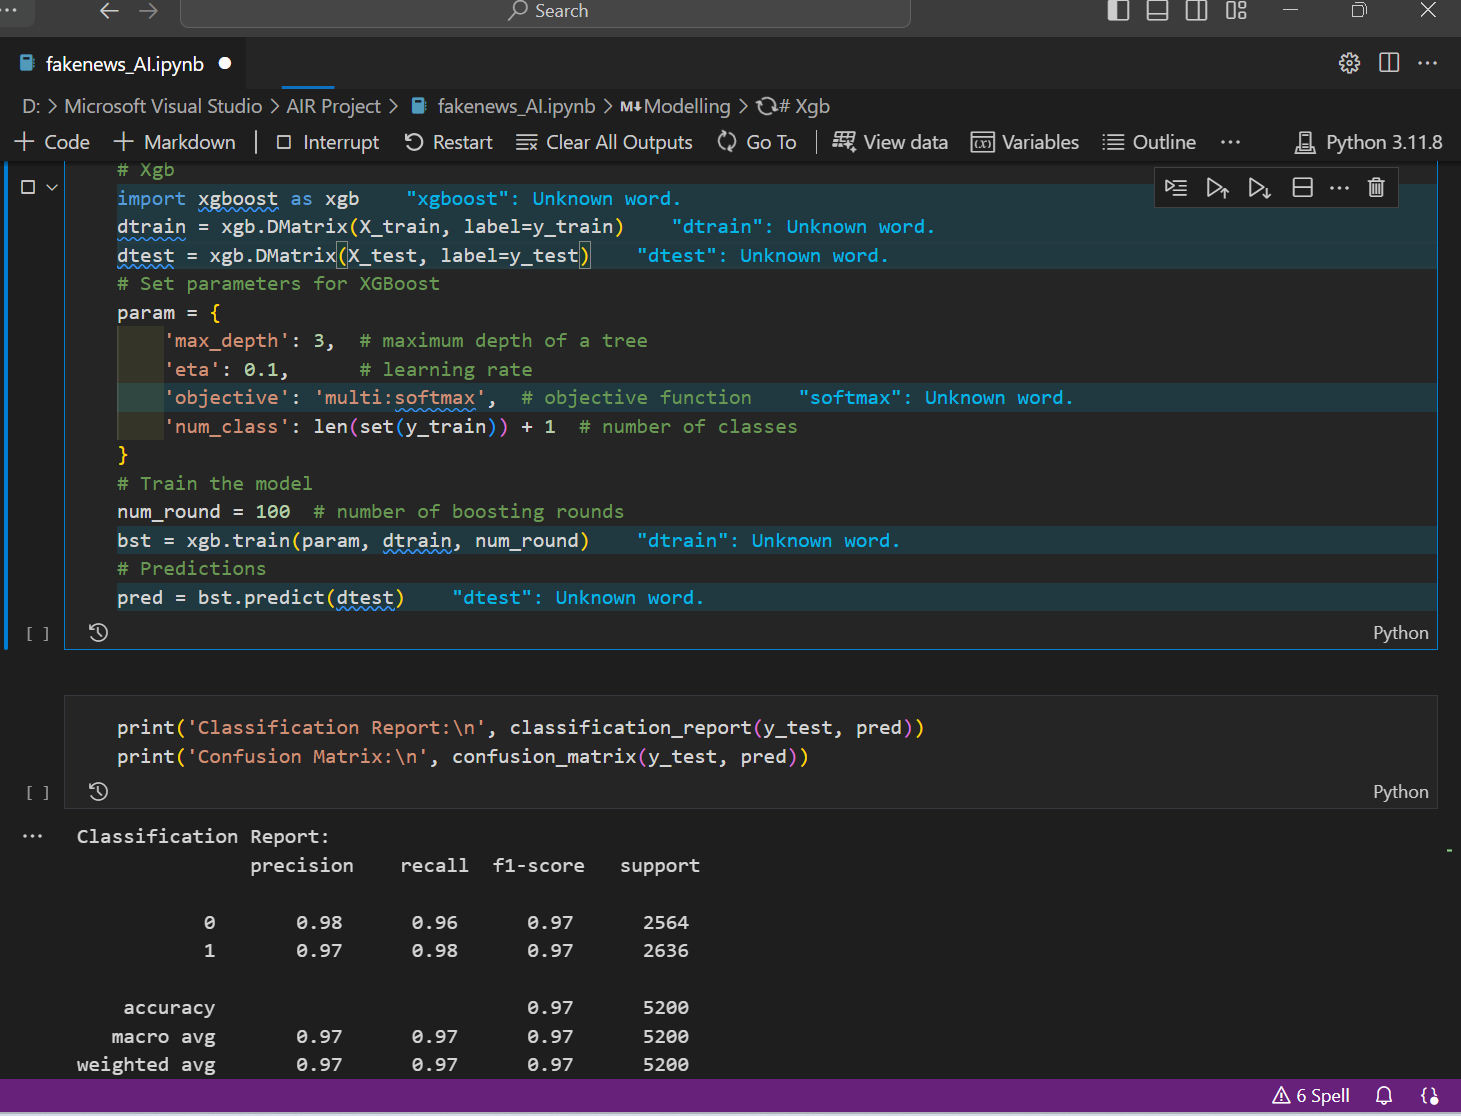 Search
fakenews_AI.ipynb
D: > Microsoft Visual Studio > AIR Project > fakenews_AI.ipynb > M↓Modelling > # Xgb
+ Code + Markdown | Interrupt Restart Clear All Outputs Go To | View data Variables Outline ... Python 3.11.8
# Xgb
import xgboost as xgb "xgboost": Unknown word.
dtrain = xgb.DMatrix(X_train, label=y_train) "dtrain": Unknown word.
dtest = xgb.DMatrix(X_test, label=y_test) "dtest": Unknown word.
# Set parameters for XGBoost
param = {
'max_depth': 3, # maximum depth of a tree
'eta': 0.1, # learning rate
'objective': 'multi:softmax', # objective function "softmax": Unknown word.
'num_class': len(set(y_train)) + 1 # number of classes
}
# Train the model
num_round = 100 # number of boosting rounds
bst = xgb.train(param, dtrain, num_round) "dtrain": Unknown word.
# Predictions
pred = bst.predict(dtest) "dtest": Unknown word.
[ ] Python
print('Classification Report:\n', classification_report(y_test, pred))
print('Confusion Matrix:\n', confusion_matrix(y_test, pred))
[ ] Python
... Classification Report:
precision recall f1-score support
0 0.98 0.96 0.97 2564
1 0.97 0.98 0.97 2636
accuracy 0.97 5200
macro avg 0.97 0.97 0.97 5200
weighted avg 0.97 0.97 0.97 5200
6 Spell